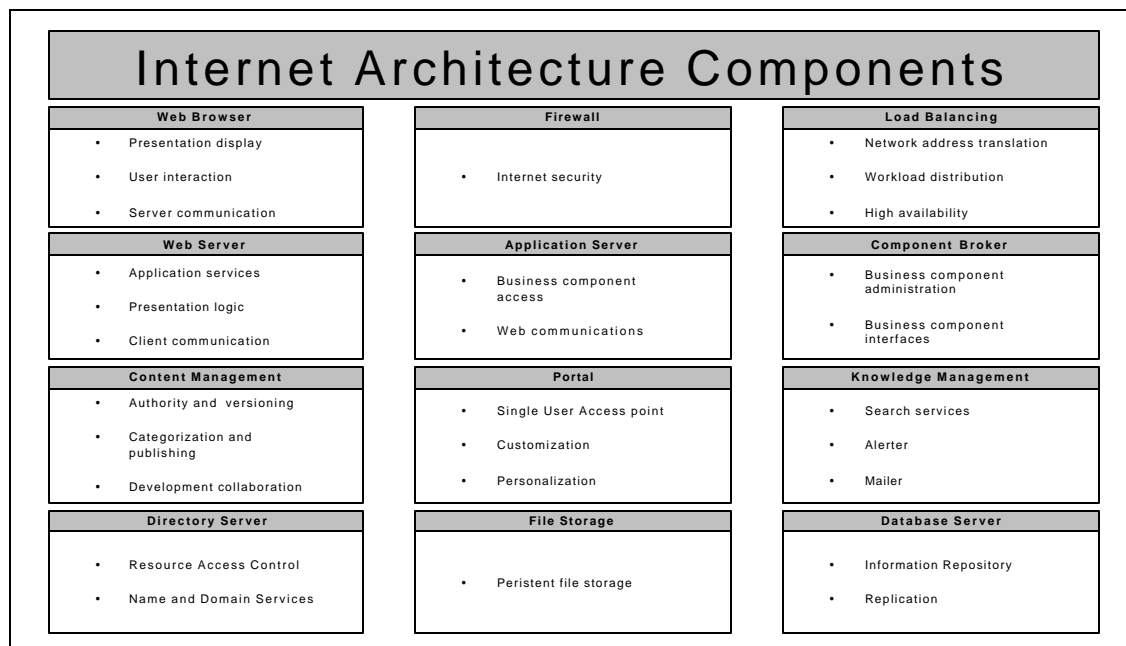 Internet Architecture Components
Web Browser
• Presentation display
• User interaction
• Server communication
Firewall
• Internet security
Load Balancing
• Network address translation
• Workload distribution
• High availability
Web Server
• Application services
• Presentation logic
• Client communication
Application Server
• Business component
access
• Web communications
Component Broker
• Business component
administration
• Business component
interfaces
Content Management
• Authority and versioning
• Categorization and
publishing
• Development collaboration
Portal
• Single User Access point
• Customization
• Personalization
Knowledge Management
• Search services
• Alerter
• Mailer
Directory Server
• Resource Access Control
• Name and Domain Services
File Storage
• Peristent file storage
Database Server
• Information Repository
• Replication